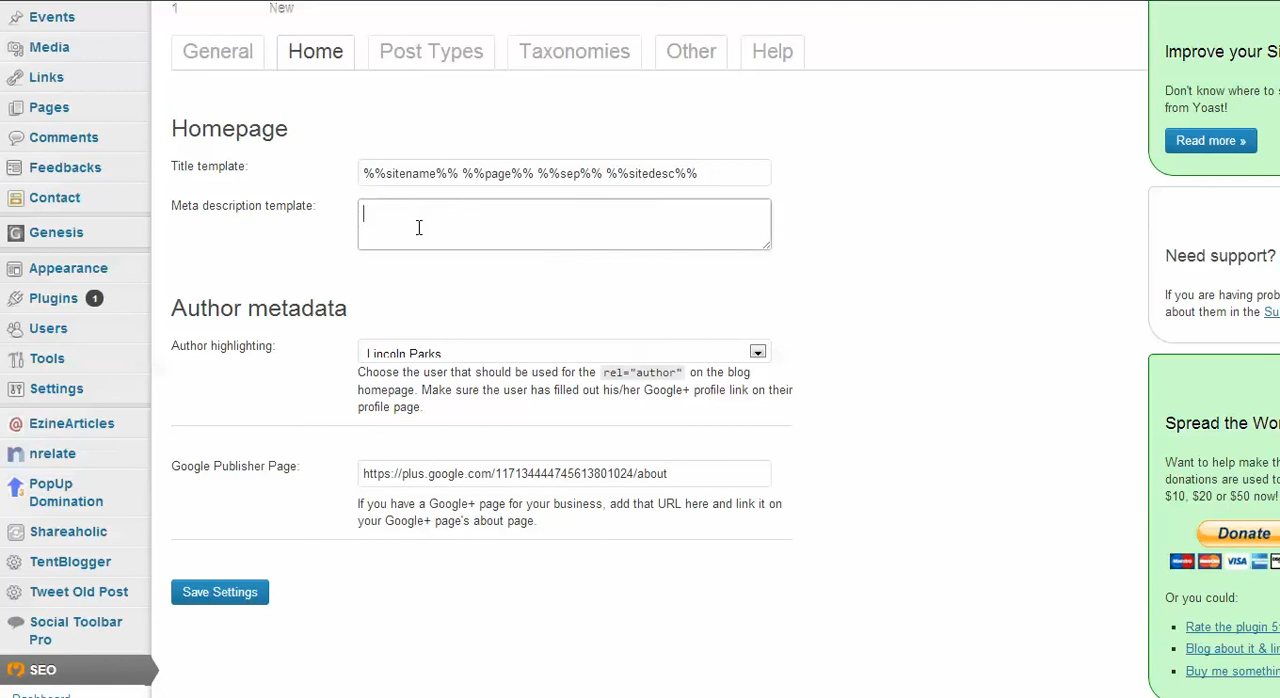 1 New
Events
Media
Links
Pages
Comments
Feedbacks
Contact
Genesis
Appearance
Plugins 1
Users
Tools
Settings
EzineArticles
nrelate
PopUp
Domination
Shareaholic
TentBlogger
Tweet Old Post
Social Toolbar
Pro
SEO
General Home Post Types Taxonomies Other Help
Homepage
Title template: %%sitename%% %%page%% %%sep%% %%sitedesc%%
Meta description template:
Author metadata
Author highlighting: Lincoln Parks
Choose the user that should be used for the rel="author" on the blog
homepage. Make sure the user has filled out his/her Google+ profile link on their
profile page.
Google Publisher Page: https://plus.google.com/117134444745613801024/about
If you have a Google+ page for your business, add that URL here and link it on
your Google+ page's about page.
Save Settings
Improve your Si
Don't know where to
from Yoast!
Read more »
Need support?
If you are having prob
about them in the Su
Spread the Wo
Want to help make th
donations are used to
$10, $20 or $50 now!
Donate
VISA
Or you could:
Rate the plugin 5
Blog about it & li
Buy me somethin